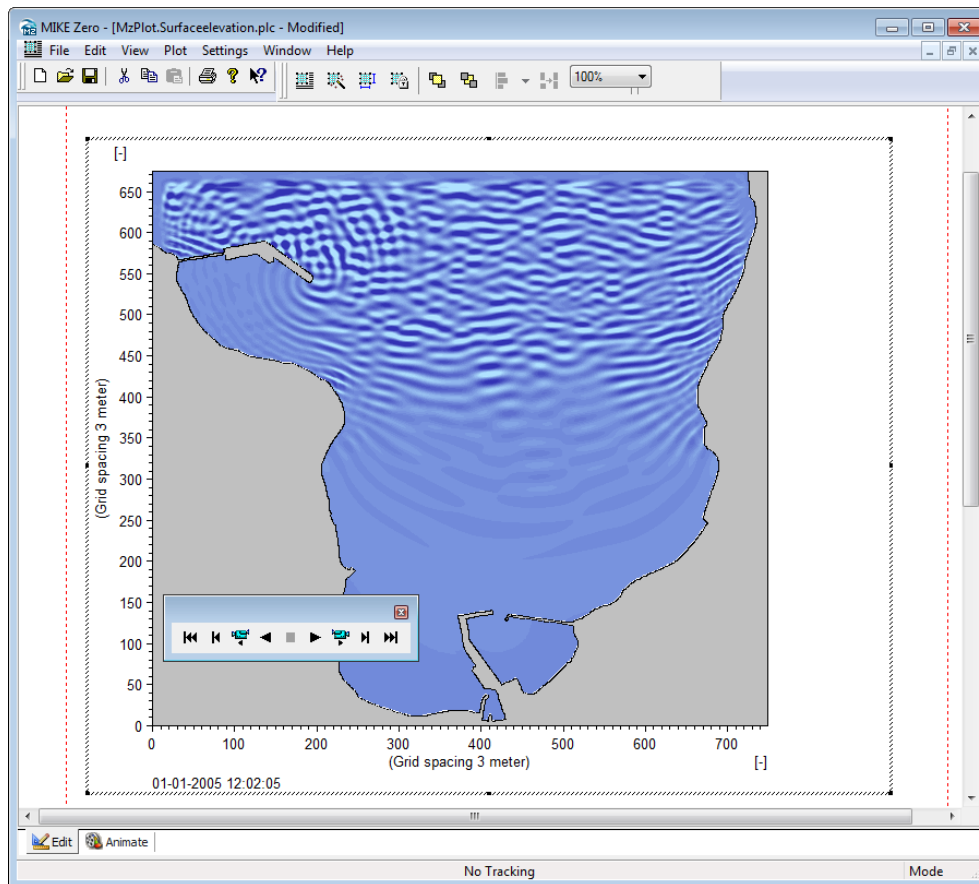 MIKE Zero - [MzPlot.Surfaceelevation.plc - Modified]
File Edit View Plot Settings Window Help
100%
[-]
650
600
550
500
450
400
350
300
250
200
150
100
50
0
(Grid spacing 3 meter)
0 100 200 300 400 500 600 700
(Grid spacing 3 meter) [-]
01-01-2005 12:02:05
Edit Animate
No Tracking Mode